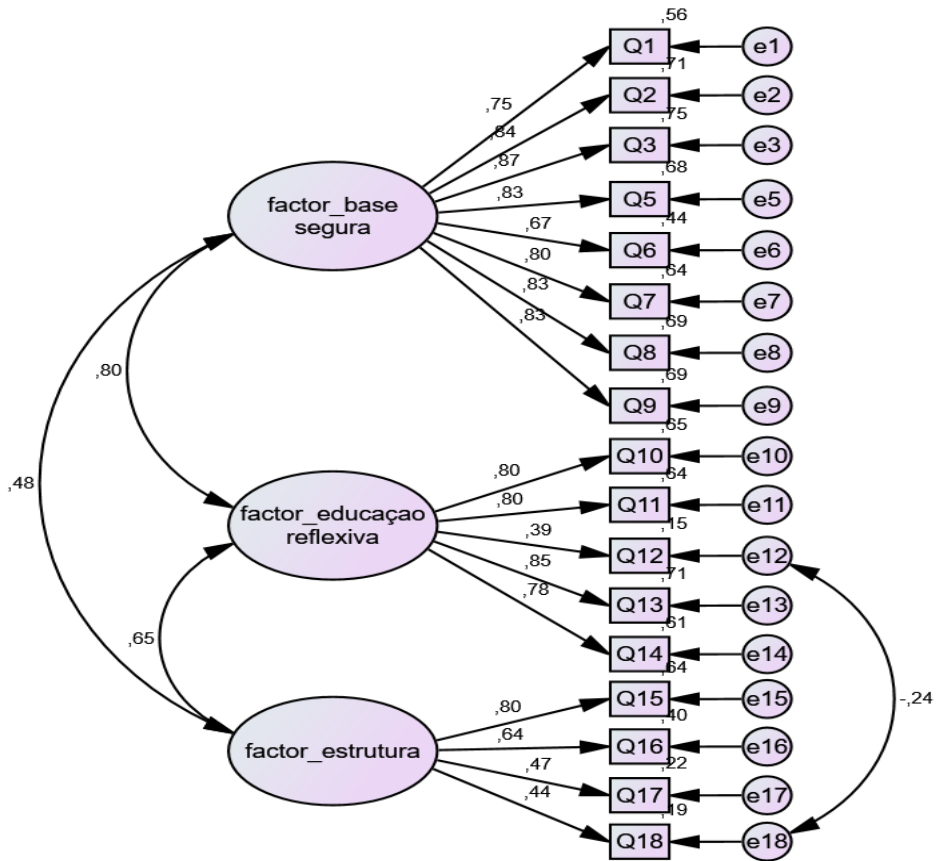 ,56
Q1
e1
,71
,75
Q2
e2
,75
,84
Q3
e3
,87
,68
factor_base
segura
,83
Q5
e5
,44
,67
Q6
e6
,64
,80
Q7
e7
,69
,83
Q8
e8
,69
,83
Q9
e9
,80
,65
Q10
e10
,64
,48
factor_educaçao
reflexiva
,80
,80
Q11
e11
,15
,39
Q12
e12
,71
,85
Q13
e13
,61
,78
Q14
e14
,64
,65
,80
Q15
e15
,40
-,24
factor_estrutura
,64
Q16
e16
,22
,47
Q17
e17
,19
,44
Q18
e18